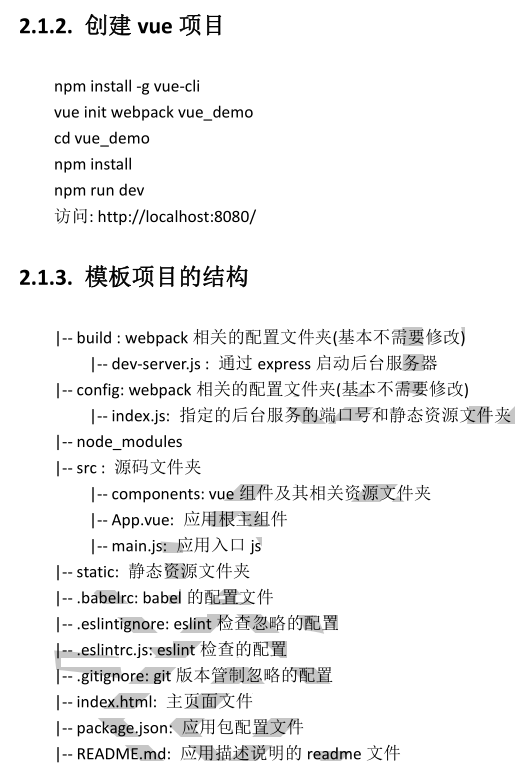 2.1.2. 创建 vue 项目
npm install -g vue-cli
vue init webpack vue_demo
cd vue_demo
npm install
npm run dev
访问: http://localhost:8080/
2.1.3. 模板项目的结构
|-- build : webpack 相关的配置文件夹(基本不需要修改)
|-- dev-server.js : 通过 express 启动后台服务器
|-- config: webpack 相关的配置文件夹(基本不需要修改)
|-- index.js: 指定的后台服务的端口号和静态资源文件夹
|-- node_modules
|-- src : 源码文件夹
|-- components: vue 组件及其相关资源文件夹
|-- App.vue: 应用根主组件
|-- main.js: 应用入口 js
|-- static: 静态资源文件夹
|-- .babelrc: babel 的配置文件
|-- .eslintignore: eslint 检查忽略的配置
|-- .eslintrc.js: eslint 检查的配置
|-- .gitignore: git 版本管制忽略的配置
|-- index.html: 主页面文件
|-- package.json: 应用包配置文件
|-- README.md: 应用描述说明的 readme 文件